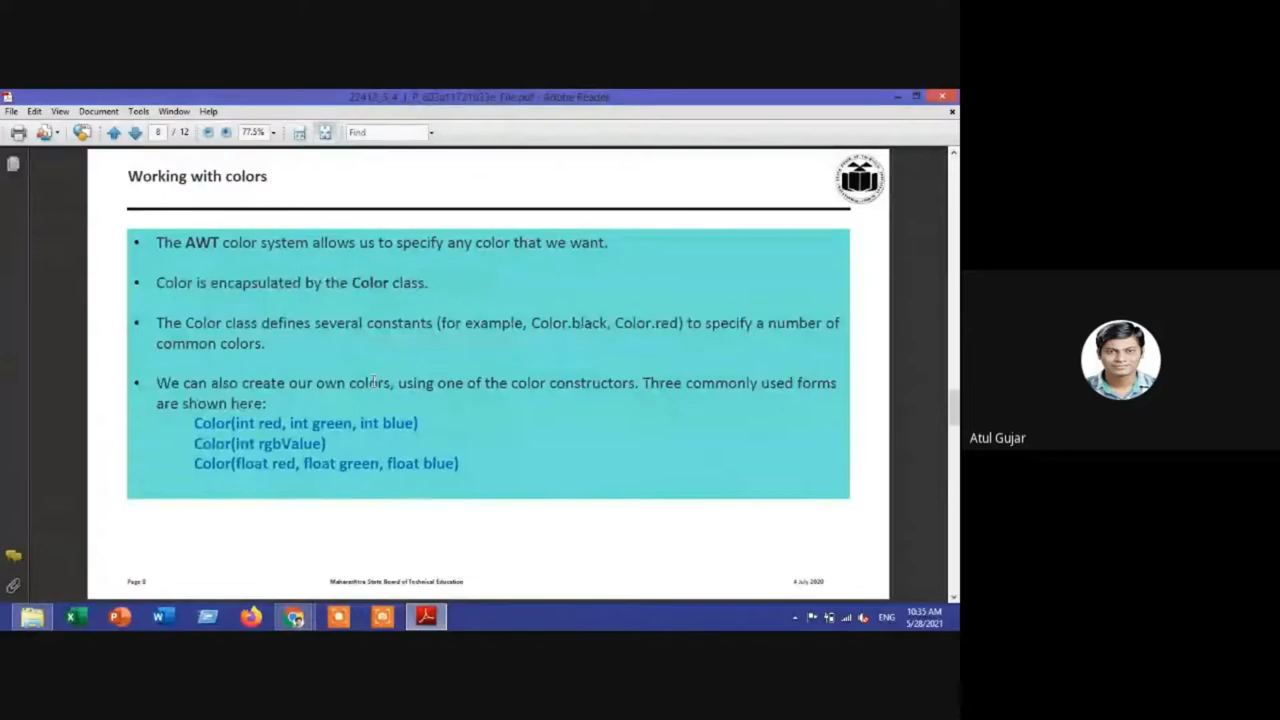 File Edit View Document Tools Window Help
8 / 12 77.5% Find
Working with colors
• The AWT color system allows us to specify any color that we want.
• Color is encapsulated by the Color class.
• The Color class defines several constants (for example, Color.black, Color.red) to specify a number of
common colors.
• We can also create our own colors, using one of the color constructors. Three commonly used forms
are shown here:
Color(int red, int green, int blue)
Color(int rgbValue)
Color(float red, float green, float blue)
Page 8 Maharashtra State Board of Technical Education 4 July 2020
Atul Gujar
ENG
10:35 AM
5/28/2021